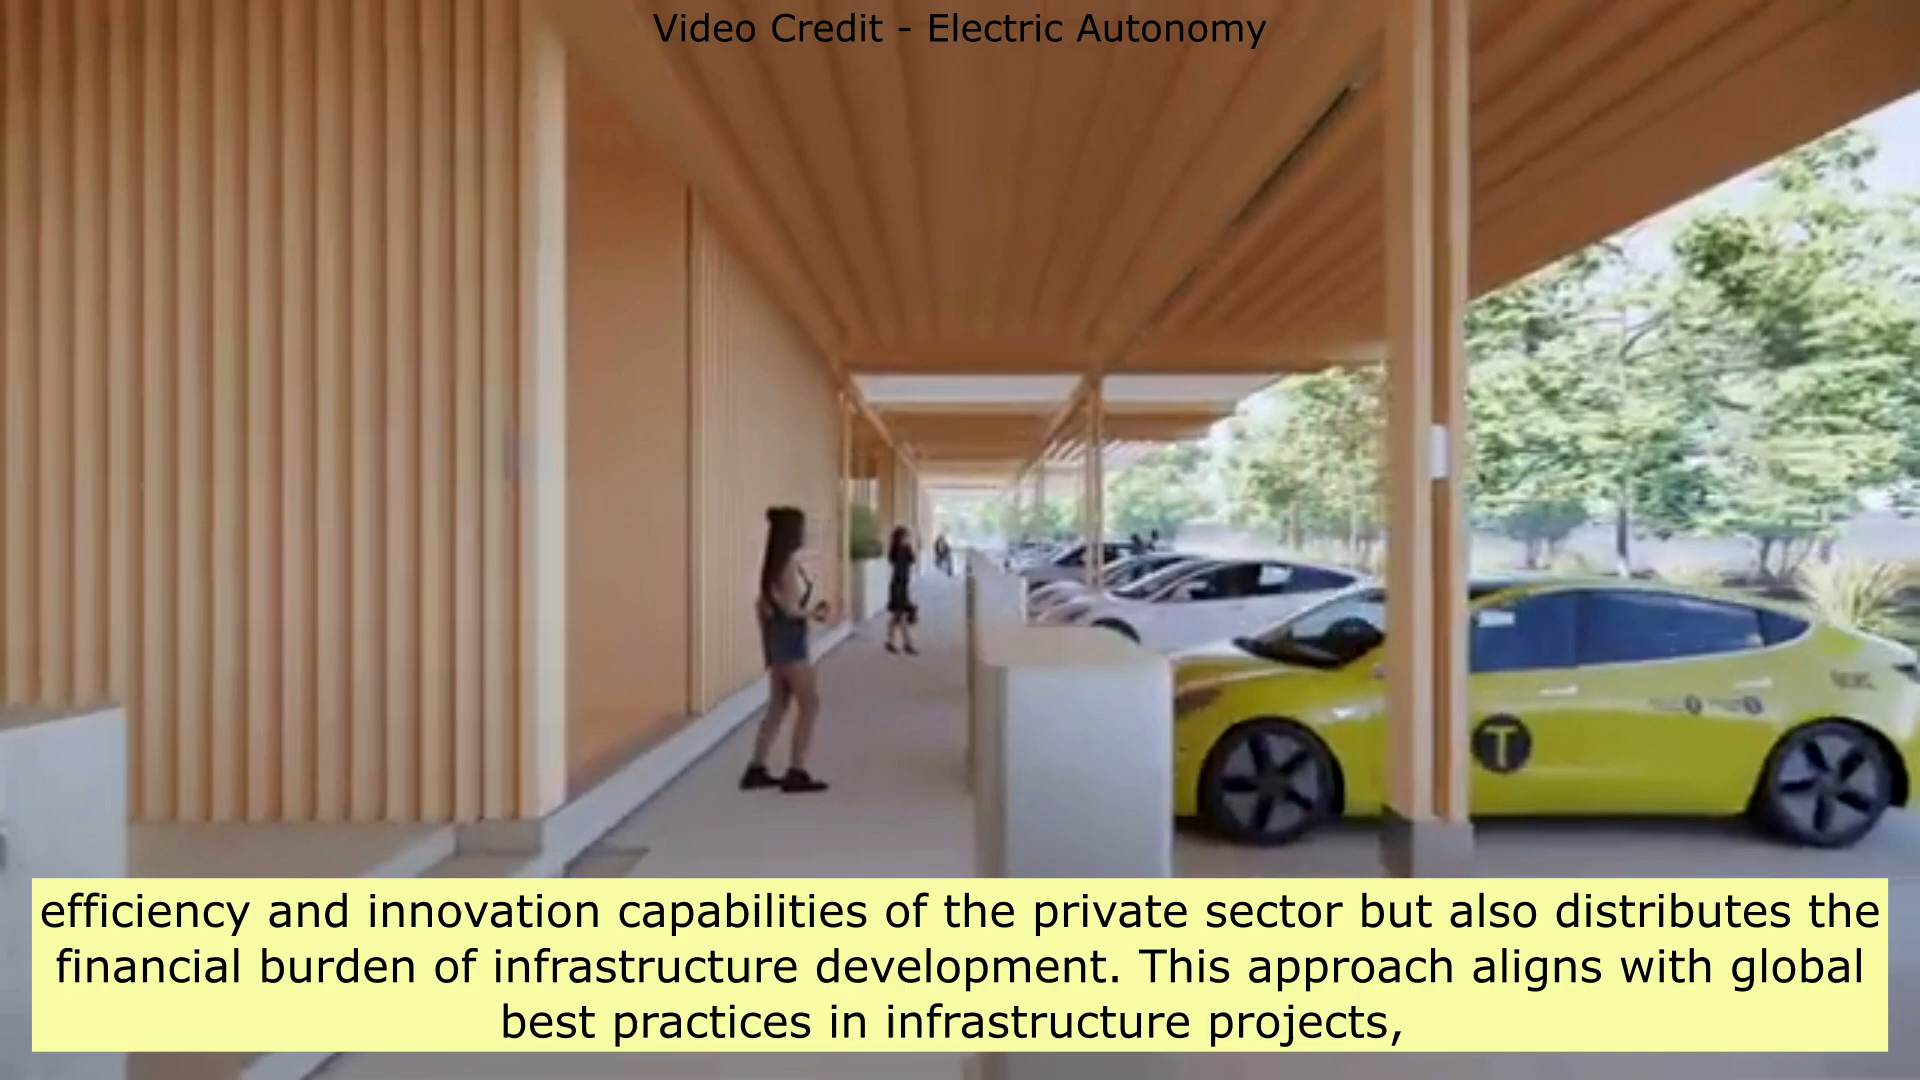 Video Credit - Electric Autonomy
T
efficiency and innovation capabilities of the private sector but also distributes the
financial burden of infrastructure development. This approach aligns with global
best practices in infrastructure projects,